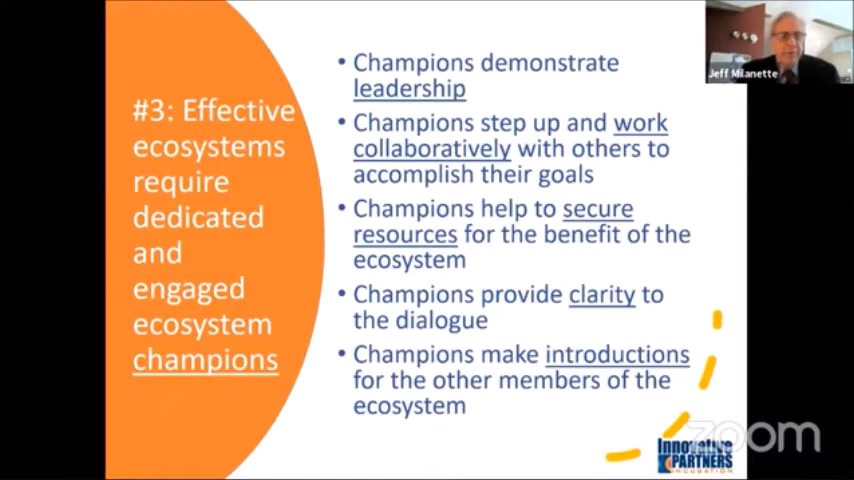 #3: Effective
ecosystems
require
dedicated
and
engaged
ecosystem
champions
• Champions demonstrate
leadership
• Champions step up and work
collaboratively with others to
accomplish their goals
• Champions help to secure
resources for the benefit of the
ecosystem
• Champions provide clarity to
the dialogue
• Champions make introductions
for the other members of the
ecosystem
Jeff Milanette
zoom
Innovative
PARTNERS
INCUBATION